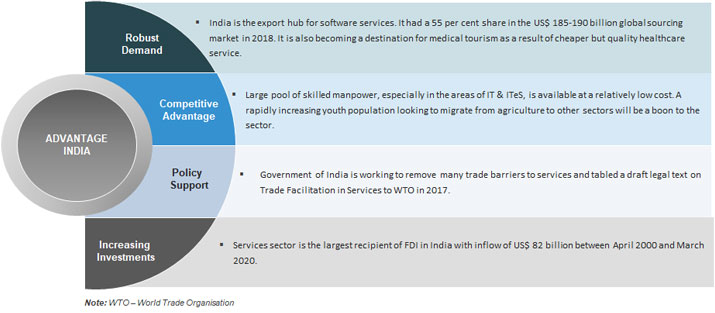 ADVANTAGE
INDIA
Robust
Demand
▪ India is the export hub for software services. It had a 55 per cent share in the US$ 185-190 billion global sourcing
market in 2018. It is also becoming a destination for medical tourism as a result of cheaper but quality healthcare
service.
Competitive
Advantage
▪ Large pool of skilled manpower, especially in the areas of IT & ITeS, is available at a relatively low cost. A
rapidly increasing youth population looking to migrate from agriculture to other sectors will be a boon to the
sector.
Policy
Support
▪ Government of India is working to remove many trade barriers to services and tabled a draft legal text on
Trade Facilitation in Services to WTO in 2017.
Increasing
Investments
▪ Services sector is the largest recipient of FDI in India with inflow of US$ 82 billion between April 2000 and March
2020.
Note: WTO – World Trade Organisation